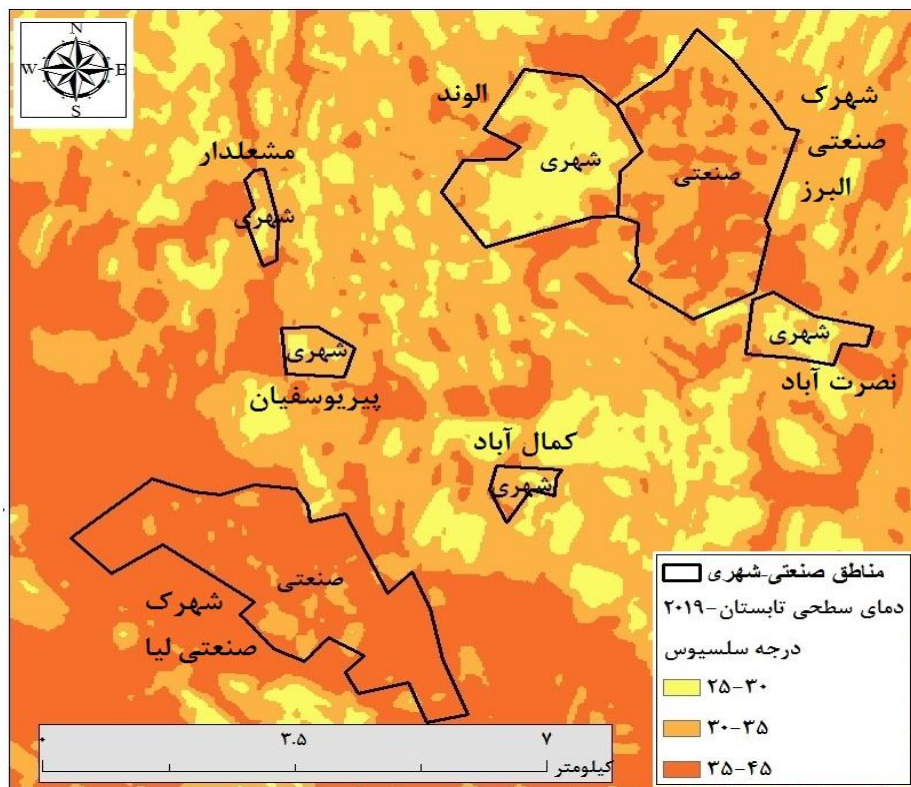 N
W E
S
الوند
شهرک
صنعتی
البرز
مشعلدار
شهری
صنعتی
شهری
شهری
شهری
نصرت آباد
پیریوسفیان
کمال آباد
شهری
صنعتی
شهرک
صنعتی لیا
مناطق صنعتی-شهری
دمای سطحی تابستان-۲۰۱۹
درجه سلسیوس
۲۵-۳۰
۳۰-۳۵
۳۵-۴۵
۰ ۳.۵ ۷
کیلومتر